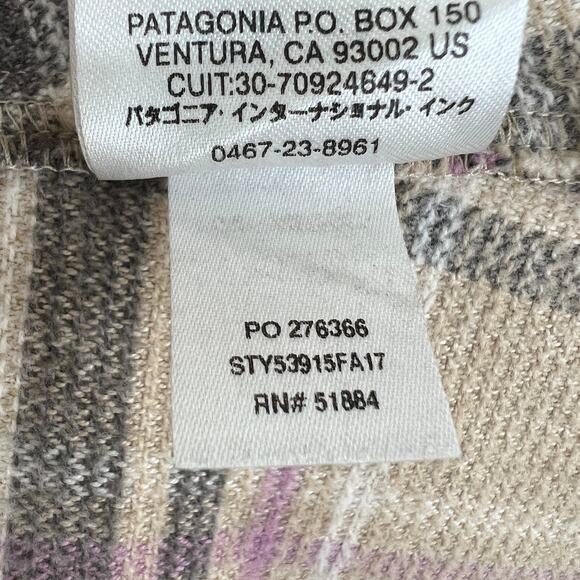 PATAGONIA P.O. BOX 150
VENTURA, CA 93002 US
CUIT:30-70924649-2
パタゴニア・インターナショナル・インク
0467-23-8961
PO 276366
STY53915FA17
RN# 51884